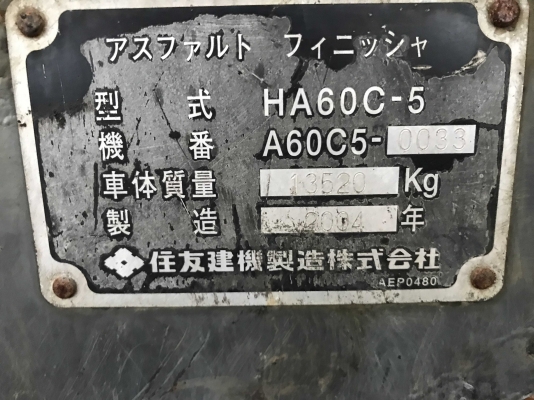 アスファルト フィニッシャ
型 式 HA60C-5
機 番 A60C5-0093
車体質量 13520 Kg
製 造 2004 年
住友建機製造株式会社
AEP0480